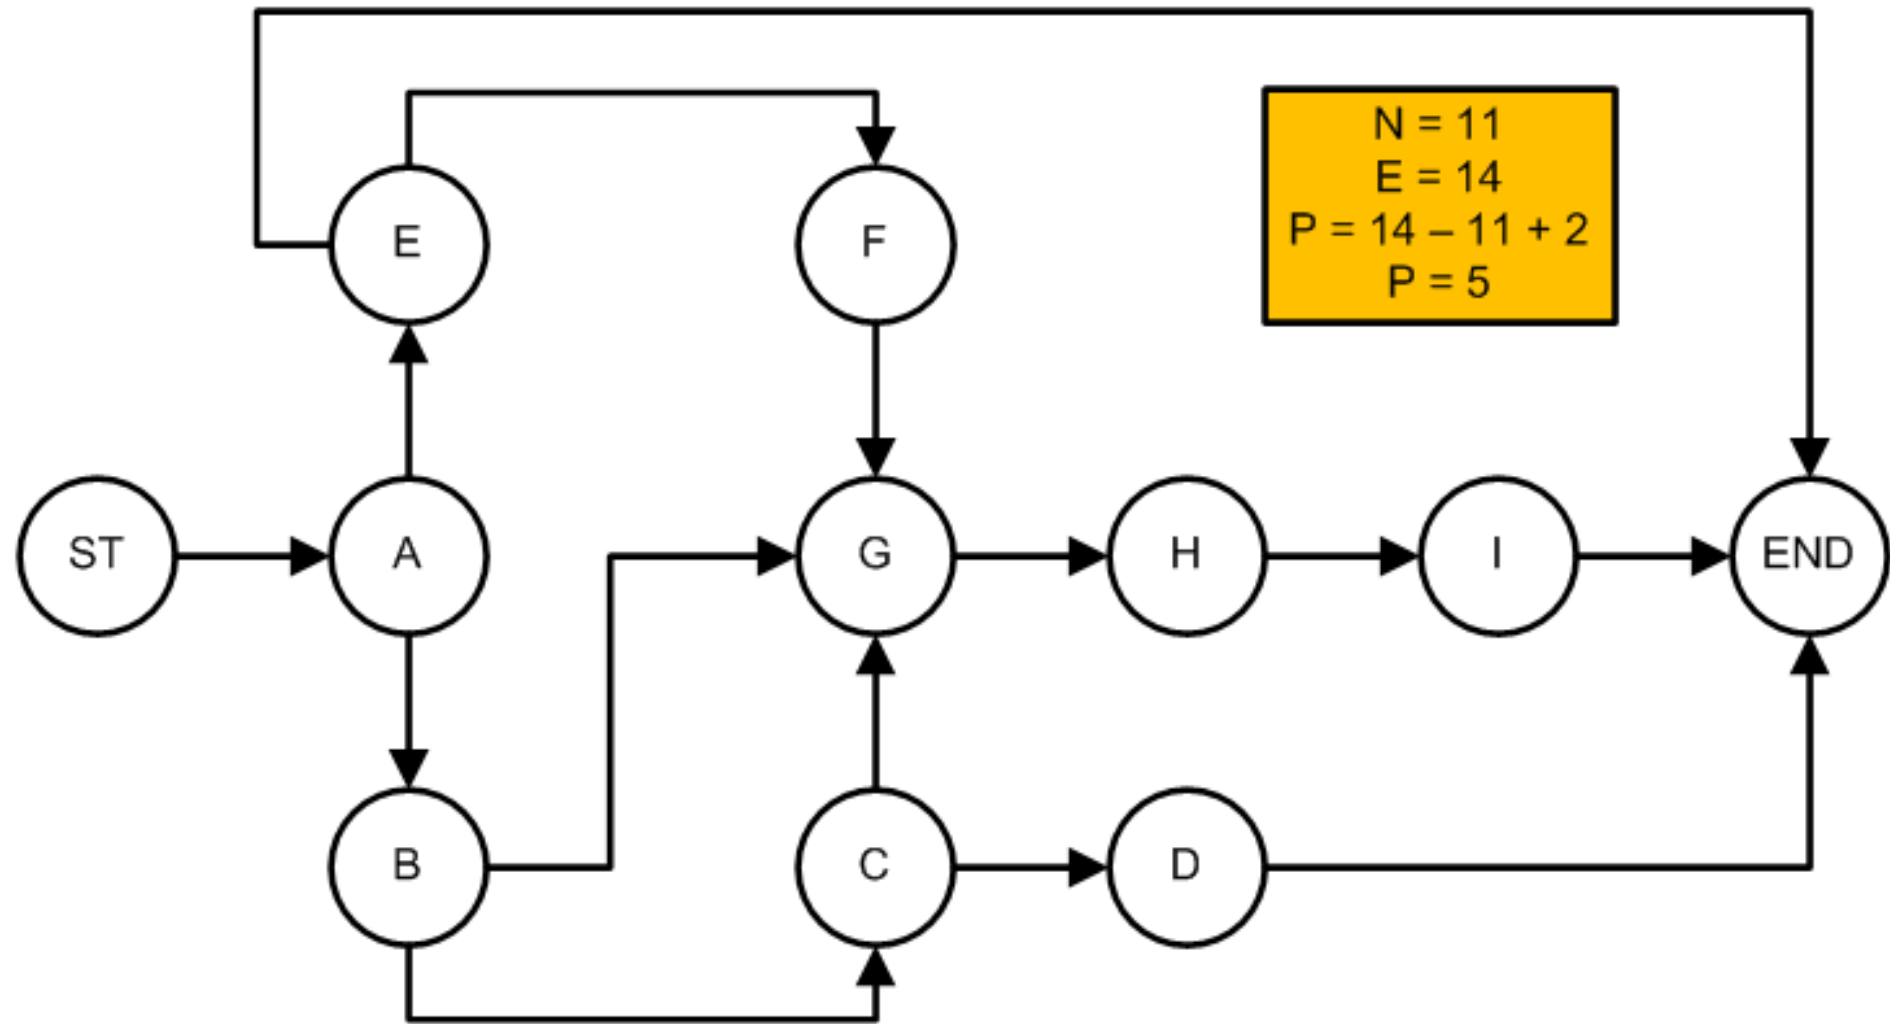 N = 11
E = 14
P = 14 – 11 + 2
P = 5
E
F
ST
A
G
H
I
END
B
C
D